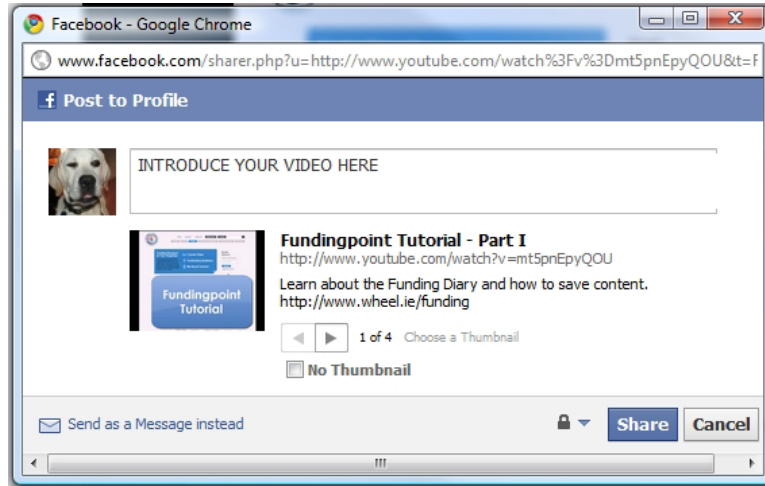 Facebook - Google Chrome
www.facebook.com/sharer.php?u=http://www.youtube.com/watch%3Fv%3Dmt5pnEpyQOU&t=F
f Post to Profile
INTRODUCE YOUR VIDEO HERE
Fundingpoint Tutorial - Part I
http://www.youtube.com/watch?v=mt5pnEpyQOU
Learn about the Funding Diary and how to save content.
http://www.wheel.ie/funding
Fundingpoint
Tutorial
1 of 4 Choose a Thumbnail
No Thumbnail
Send as a Message instead
Share
Cancel